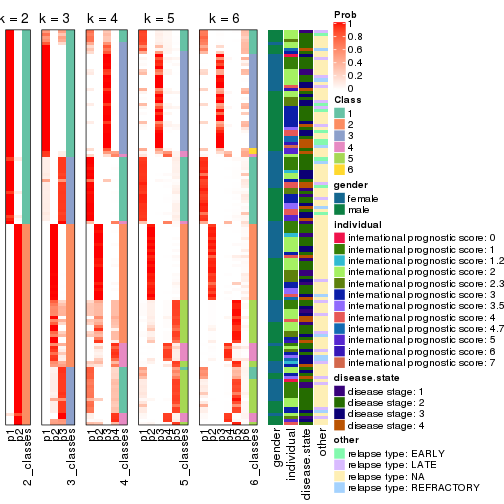 k = 2
k = 3
k = 4
k = 5
k = 6
p1
p2
2_classes
p1
p2
p3
3_classes
p1
p2
p3
p4
4_classes
p1
p2
p3
p4
p5
5_classes
p1
p2
p3
p4
p5
p6
6_classes
gender
individual
disease.state
other
Prob
1
0.8
0.6
0.4
0.2
0
Class
1
2
3
4
5
6
gender
female
male
individual
international prognostic score: 0
international prognostic score: 1
international prognostic score: 1.2
international prognostic score: 2
international prognostic score: 2.3
international prognostic score: 3
international prognostic score: 3.5
international prognostic score: 4
international prognostic score: 4.7
international prognostic score: 5
international prognostic score: 6
international prognostic score: 7
disease.state
disease stage: 1
disease stage: 2
disease stage: 3
disease stage: 4
other
relapse type: EARLY
relapse type: LATE
relapse type: NA
relapse type: REFRACTORY